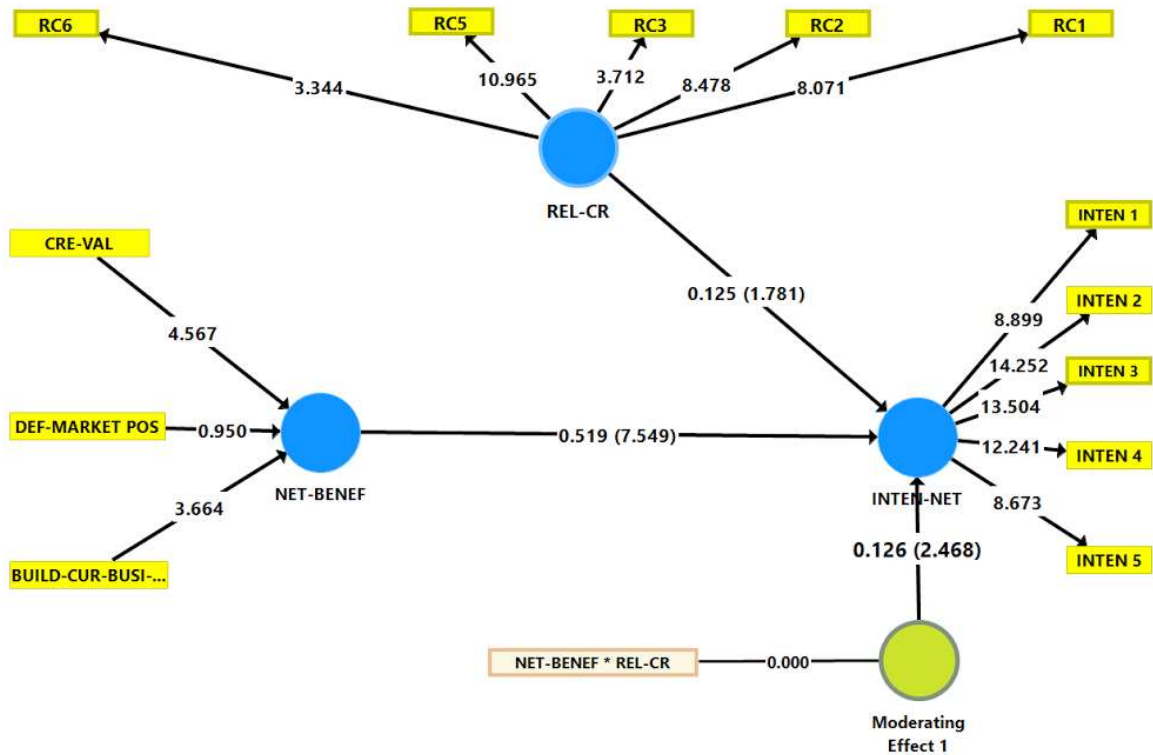 RC6
RC5
RC3
RC2
RC1
3.344
10.965
3.712
8.478
8.071
REL-CR
INTEN 1
CRE-VAL
0.125 (1.781)
INTEN 2
8.899
4.567
14.252
INTEN 3
13.504
DEF-MARKET POS
0.950
0.519 (7.549)
12.241
INTEN 4
NET-BENEF
INTEN-NET
8.673
3.664
0.126 (2.468)
INTEN 5
BUILD-CUR-BUSI-...
NET-BENEF * REL-CR
0.000
Moderating
Effect 1